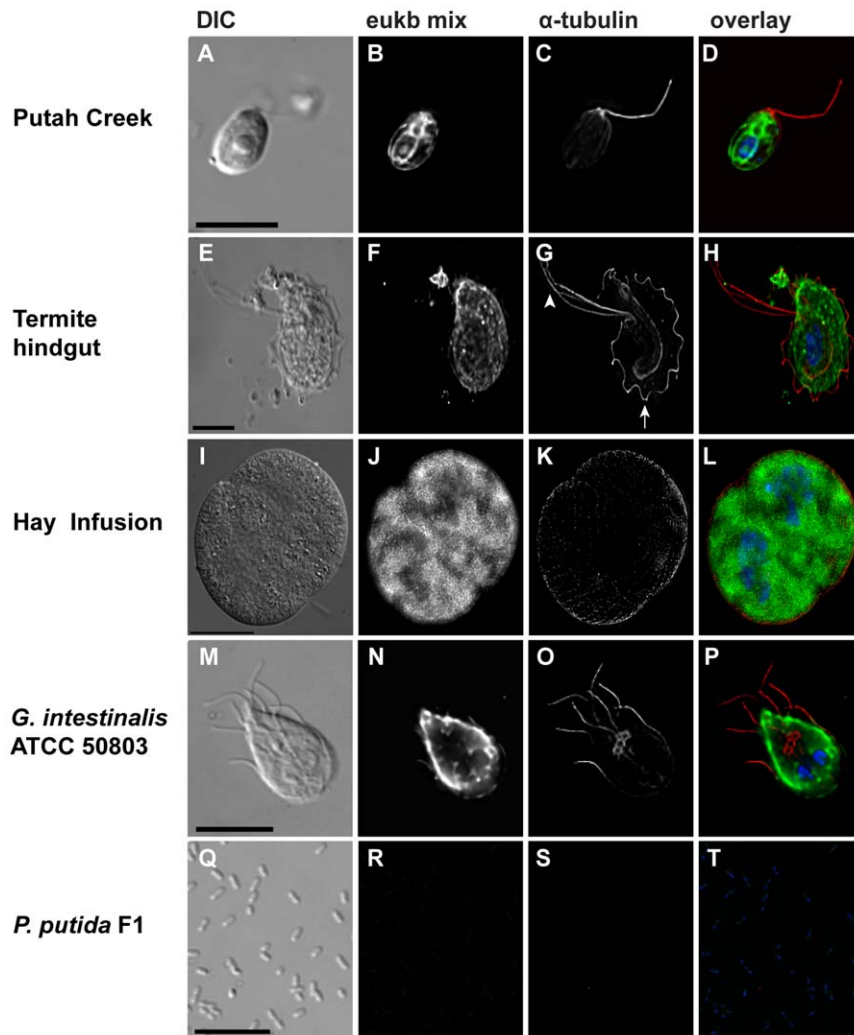 DIC eukb mix α-tubulin overlay
Putah Creek
A B C D
Termite
hindgut
E F G H
Hay Infusion
I J K L
G. intestinalis
ATCC 50803
M N O P
P. putida F1
Q R S T